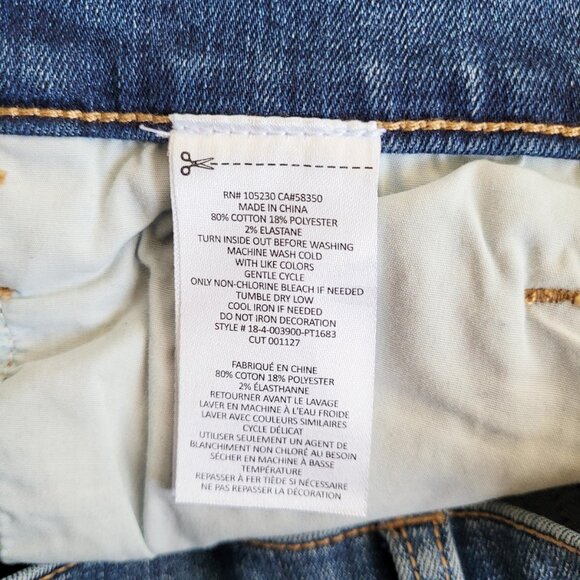 RN# 105230 CA#58350
MADE IN CHINA
80% COTTON 18% POLYESTER
2% ELASTANE
TURN INSIDE OUT BEFORE WASHING
MACHINE WASH COLD
WITH LIKE COLORS
GENTLE CYCLE
ONLY NON-CHLORINE BLEACH IF NEEDED
TUMBLE DRY LOW
COOL IRON IF NEEDED
DO NOT IRON DECORATION
STYLE # 18-4-003900-PT1683
CUT 001127
FABRIQUÉ EN CHINE
80% COTON 18% POLYESTER
2% ÉLASTHANNE
RETOURNER AVANT LE LAVAGE
LAVER EN MACHINE À L'EAU FROIDE
LAVER AVEC COULEURS SIMILAIRES
CYCLE DÉLICAT
UTILISER SEULEMENT UN AGENT DE
BLANCHIMENT NON CHLORÉ AU BESOIN
SÉCHER EN MACHINE À BASSE
TEMPÉRATURE
REPASSER À FER TIÈDE SI NÉCESSAIRE
NE PAS REPASSER LA DÉCORATION